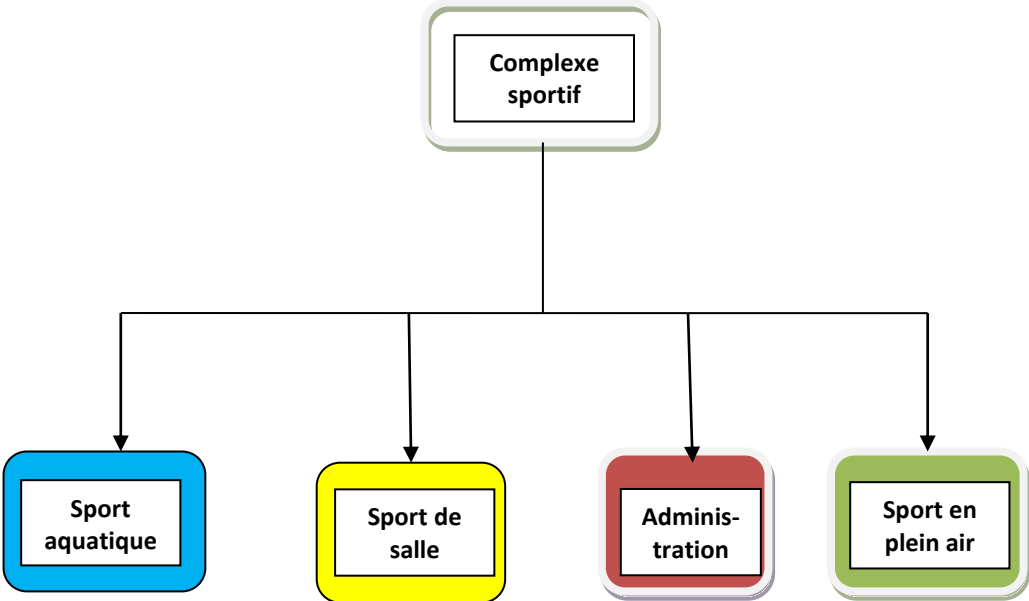 Complexe
sportif
Sport
aquatique
Sport de
salle
Adminis-
tration
Sport en
plein air